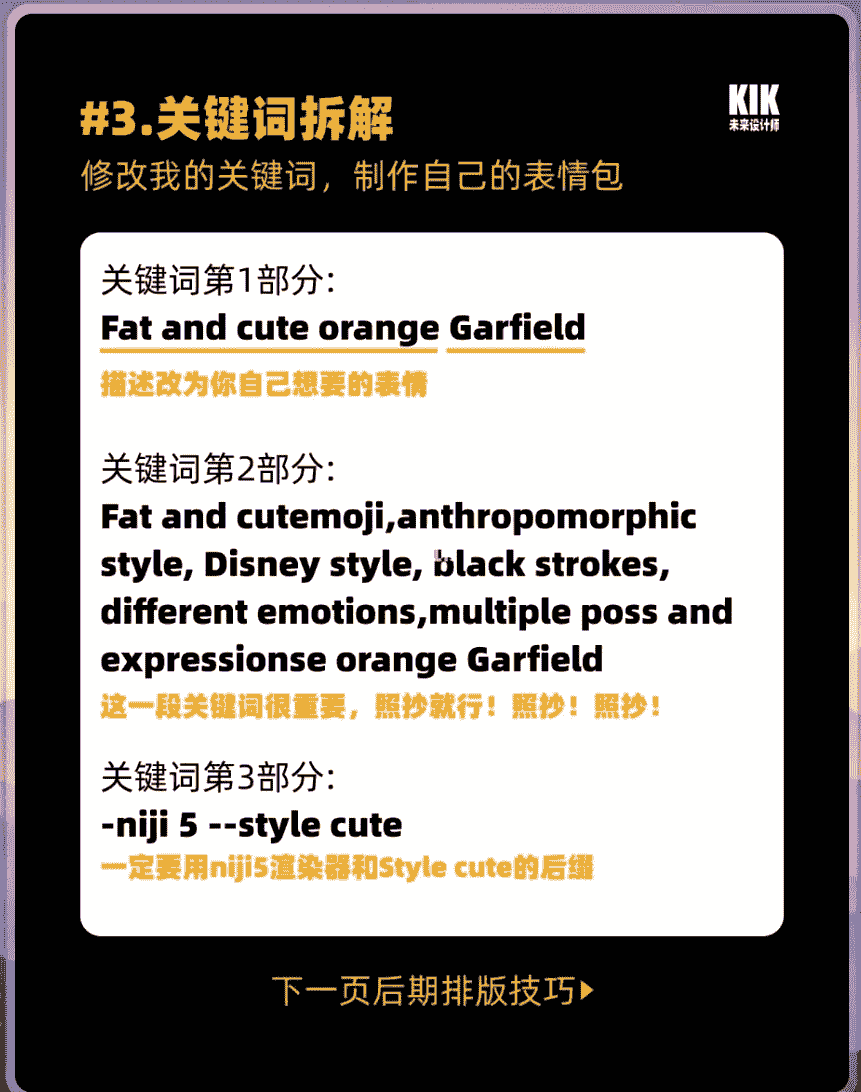 #3.关键词拆解
KIK
未来设计师
修改我的关键词，制作自己的表情包
关键词第1部分：
Fat and cute orange Garfield
描述改为你自己想要的表情
关键词第2部分：
Fat and cutemoji,anthropomorphic
style, Disney style, black strokes,
different emotions,multiple poss and
expressionse orange Garfield
这一段关键词很重要，照抄就行！照抄！照抄！
关键词第3部分：
-niji 5 --style cute
一定要用niji5渲染器和Style cute的后缀
下一页后期排版技巧▶